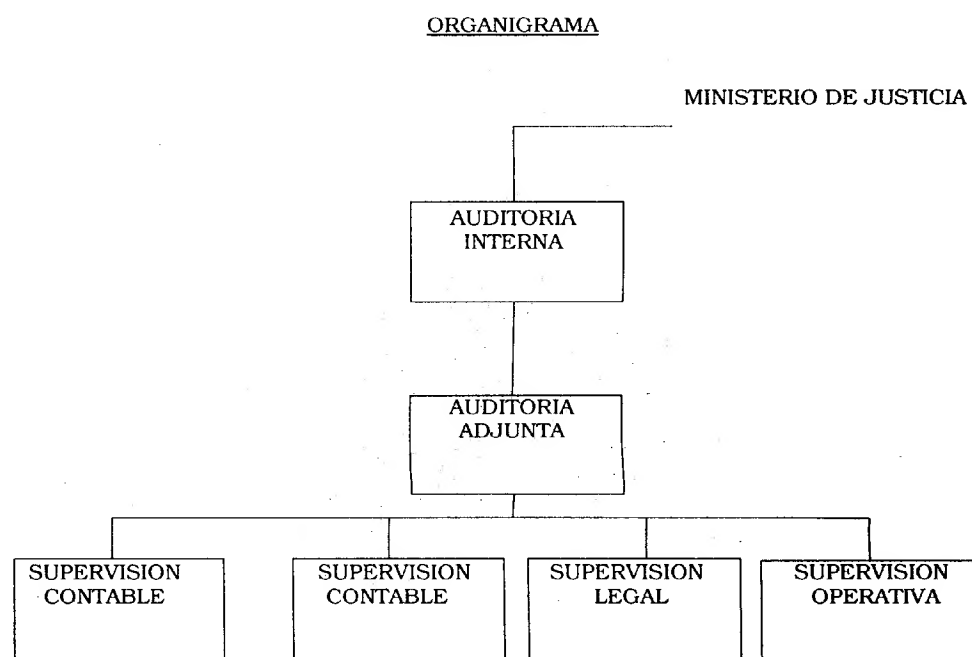 ORGANIGRAMA
MINISTERIO DE JUSTICIA
AUDITORIA
INTERNA
AUDITORIA
ADJUNTA
SUPERVISION
CONTABLE
SUPERVISION
CONTABLE
SUPERVISION
LEGAL
SUPERVISION
OPERATIVA